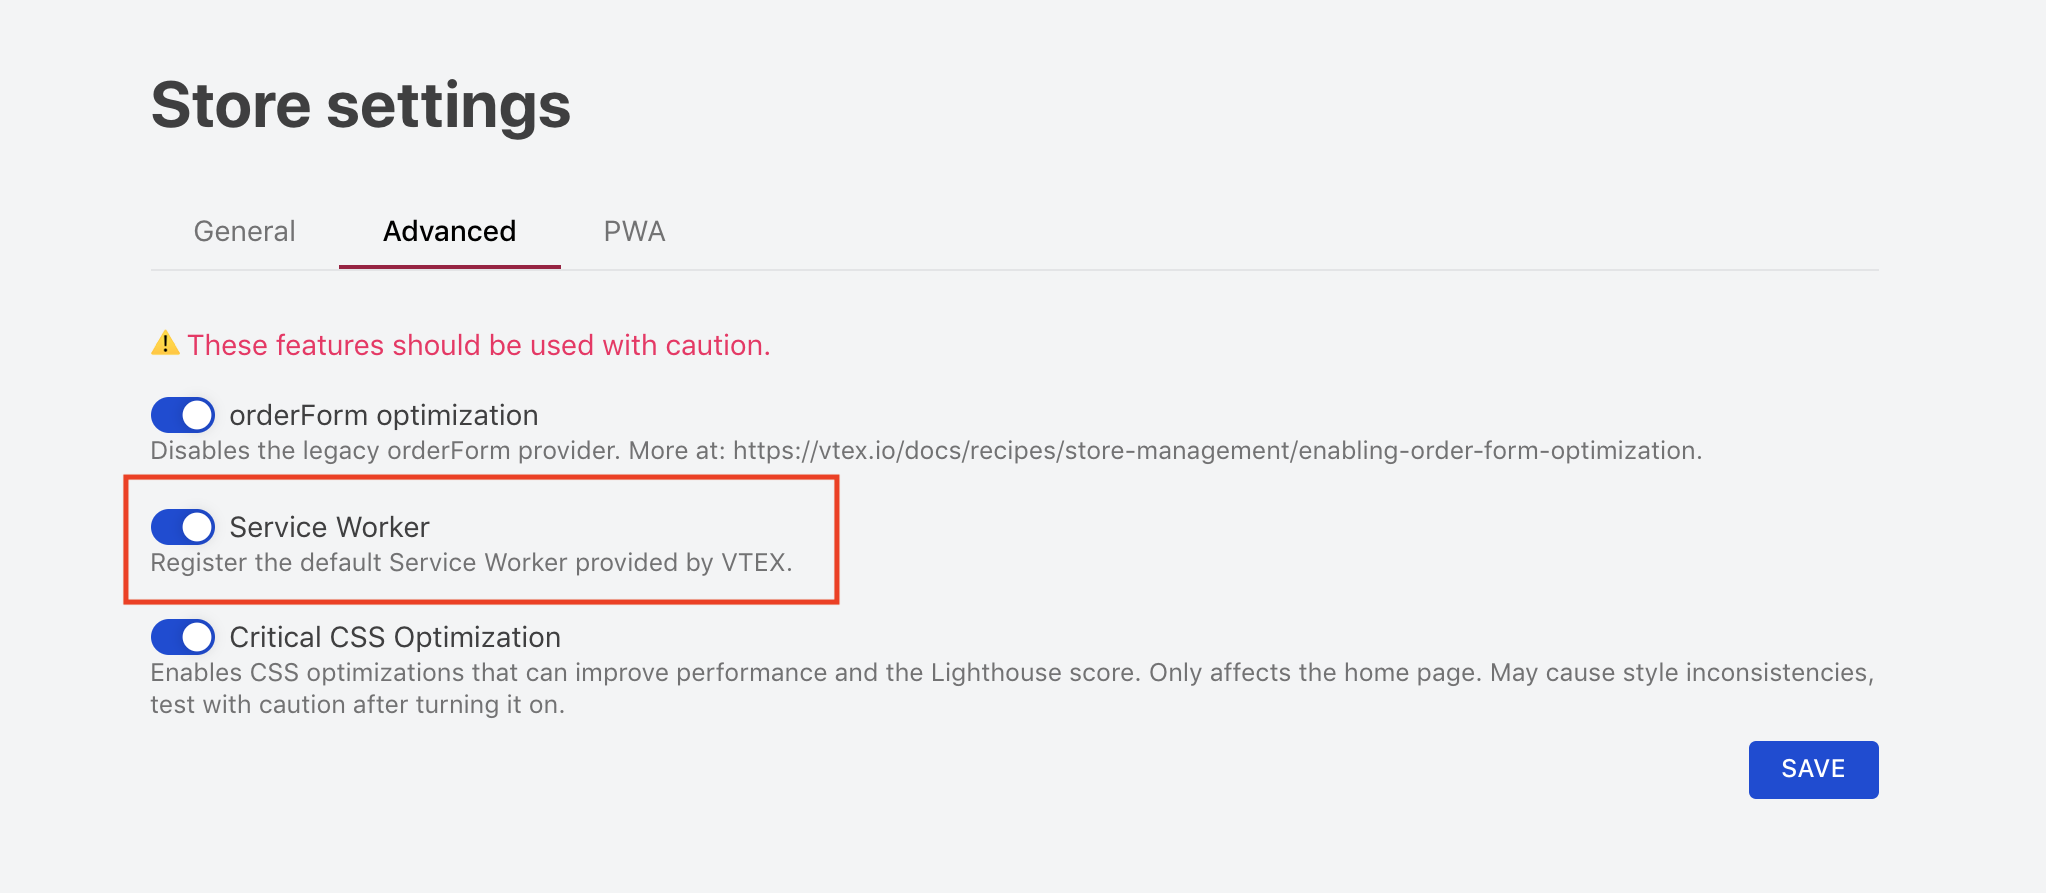 Store settings
General Advanced PWA
⚠️ These features should be used with caution.
orderForm optimization
Disables the legacy orderForm provider. More at: https://vtex.io/docs/recipes/store-management/enabling-order-form-optimization.
Service Worker
Register the default Service Worker provided by VTEX.
Critical CSS Optimization
Enables CSS optimizations that can improve performance and the Lighthouse score. Only affects the home page. May cause style inconsistencies,
test with caution after turning it on.
SAVE